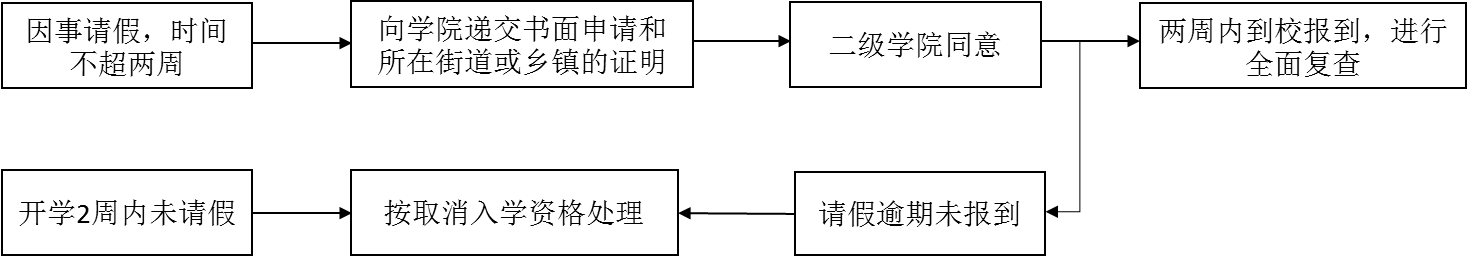 因事请假，时间
不超两周
向学院递交书面申请和
所在街道或乡镇的证明
二级学院同意
两周内到校报到，进行
全面复查
开学2周内未请假
按取消入学资格处理
请假逾期未报到